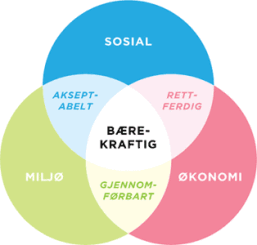 SOSIAL
AKSEPT-
ABELT
RETT-
FERDIG
BÆRE-
KRAFTIG
MILJØ
ØKONOMI
GJENNOM-
FØRBART